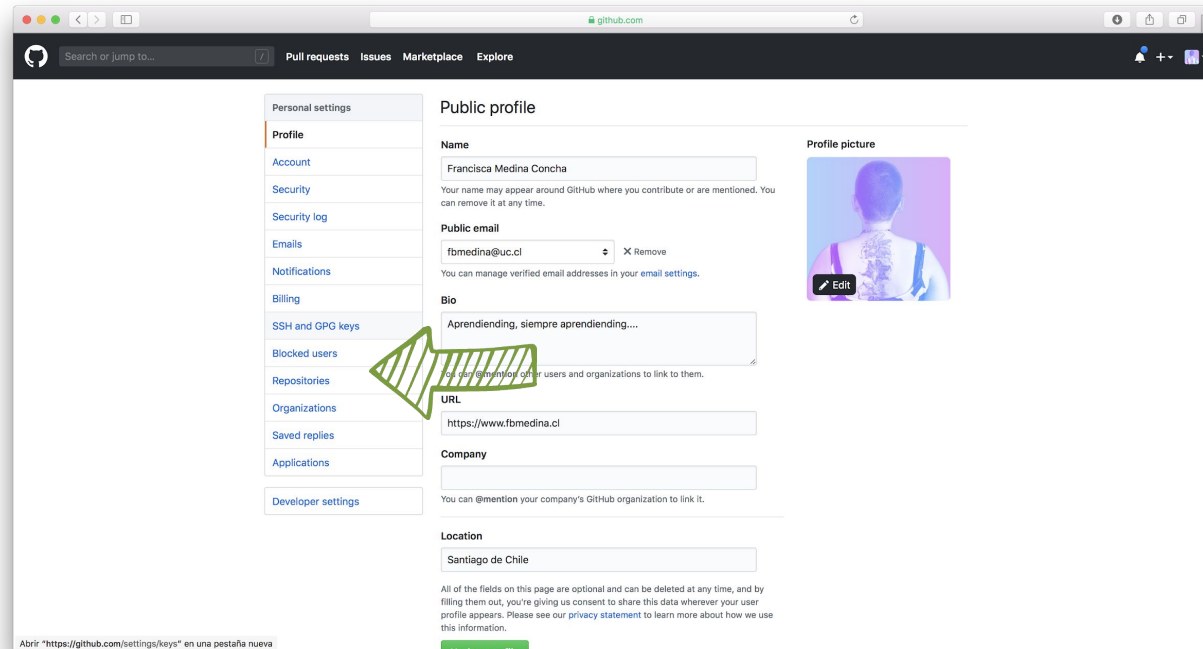 github.com
Search or jump to...
/
Pull requests Issues Marketplace Explore
Personal settings
Profile
Account
Security
Security log
Emails
Notifications
Billing
SSH and GPG keys
Blocked users
Repositories
Organizations
Saved replies
Applications
Developer settings
Public profile
Name
Francisca Medina Concha
Your name may appear around GitHub where you contribute or are mentioned. You
can remove it at any time.
Public email
fbmedina@uc.cl
Remove
You can manage verified email addresses in your email settings.
Bio
Aprendiending, siempre aprendiending....
You can @mention other users and organizations to link to them.
URL
https://www.fbmedina.cl
Company
You can @mention your company's GitHub organization to link it.
Location
Santiago de Chile
All of the fields on this page are optional and can be deleted at any time, and by
filling them out, you're giving us consent to share this data wherever your user
profile appears. Please see our privacy statement to learn more about how we use
this information.
Profile picture
Edit
Abrir "https://github.com/settings/keys" en una pestaña nueva